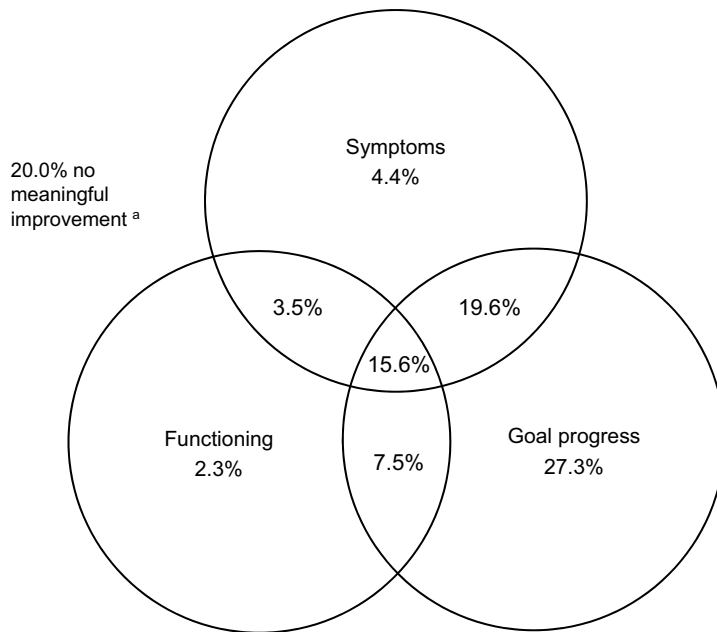 Symptoms
4.4%
20.0% no
meaningful
improvement ᵃ
3.5%
19.6%
15.6%
Functioning
2.3%
7.5%
Goal progress
27.3%